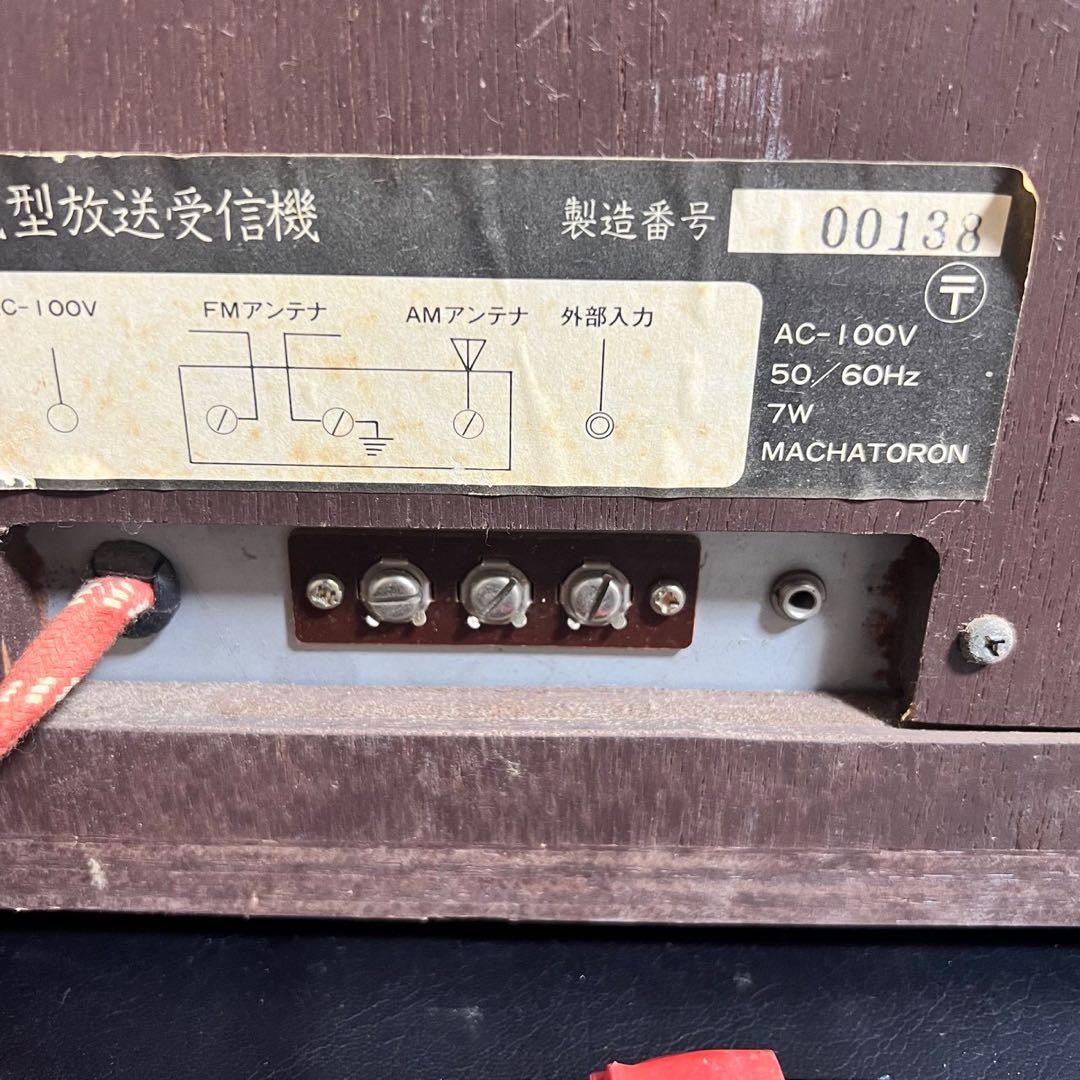 型放送受信機
製造番号 00138
C-100V FMアンテナ AMアンテナ 外部入力
AC-100V
50/60Hz
7W
MACHATORON